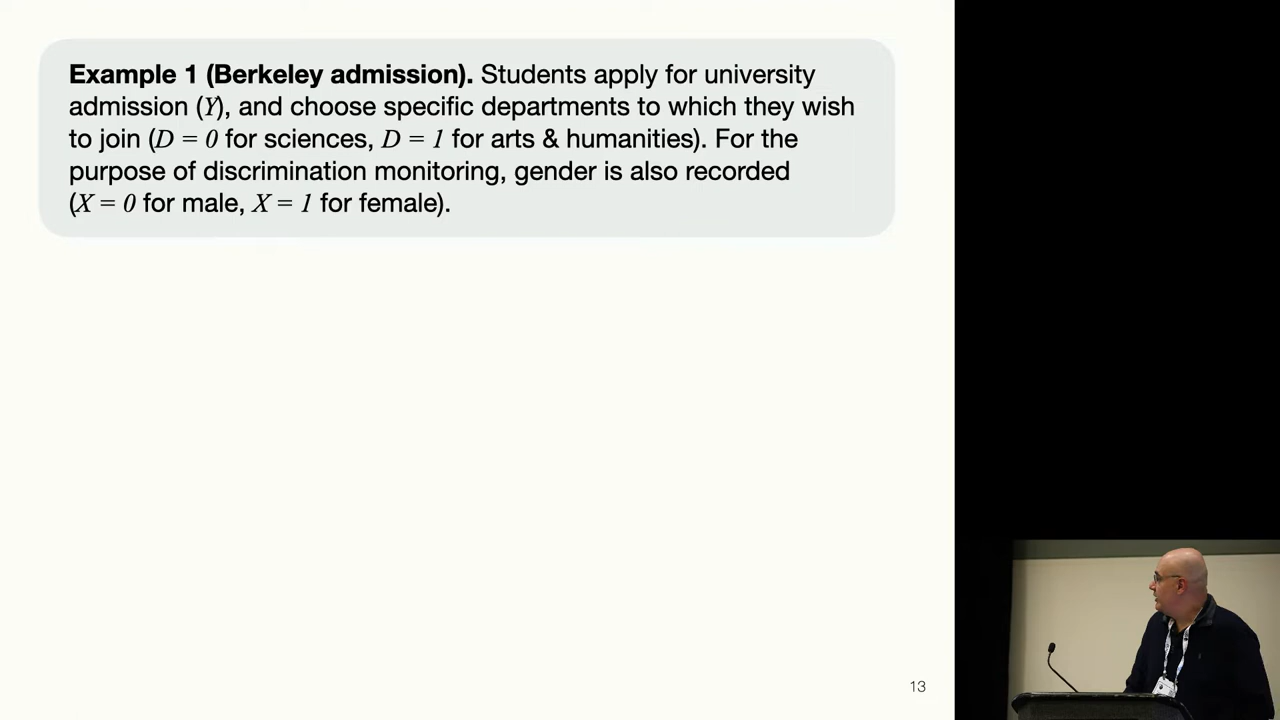 Example 1 (Berkeley admission). Students apply for university
admission (Y), and choose specific departments to which they wish
to join (D = 0 for sciences, D = 1 for arts & humanities). For the
purpose of discrimination monitoring, gender is also recorded
(X = 0 for male, X = 1 for female).
13